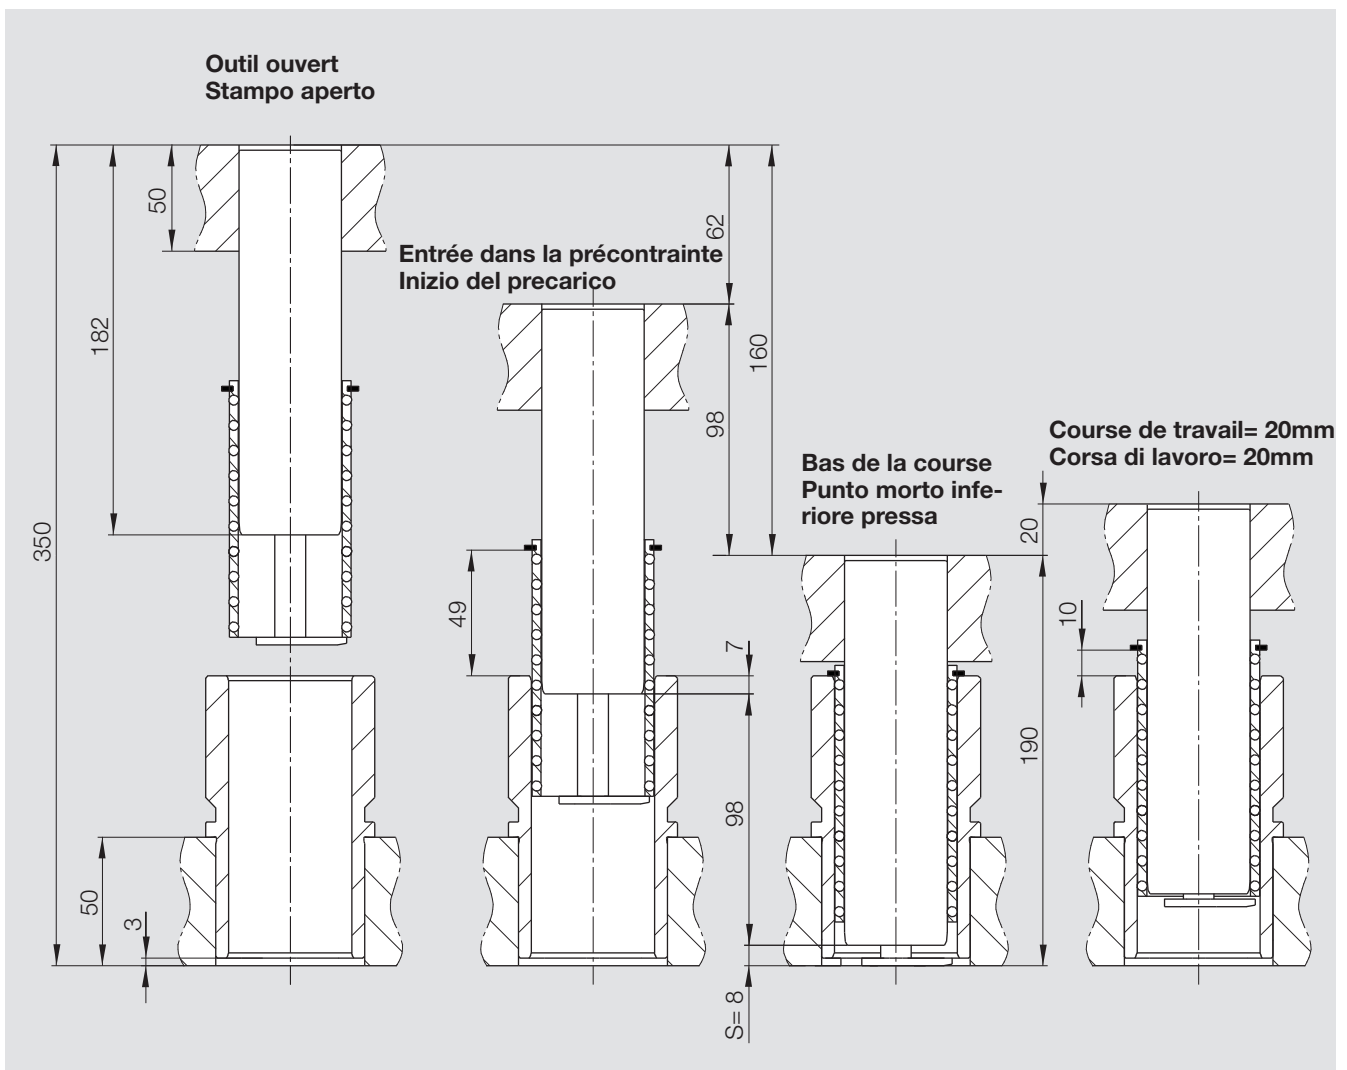 Outil ouvert
Stampo aperto
50
182
350
50
3
Entrée dans la précontrainte
Inizio del precarico
62
98
160
49
7
98
S= 8
Bas de la course
Punto morto infe-
riore pressa
Course de travail= 20mm
Corsa di lavoro= 20mm
20
10
190